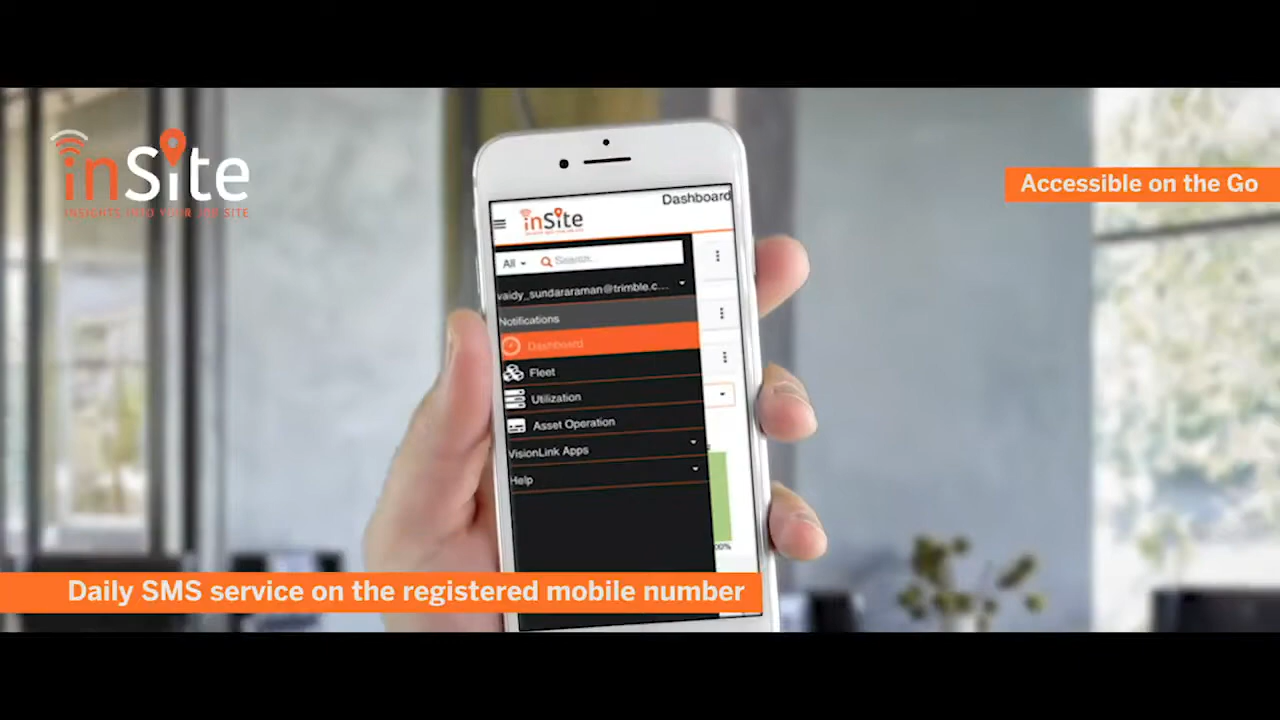 inSite
INSIGHTS INTO YOUR JOB SITE
Accessible on the Go
Dashboard
inSite
All
Search...
vaidy_sundararaman@trimble.c...
Notifications
Dashboard
Fleet
Utilization
Asset Operation
VisionLink Apps
Help
00%
Daily SMS service on the registered mobile number